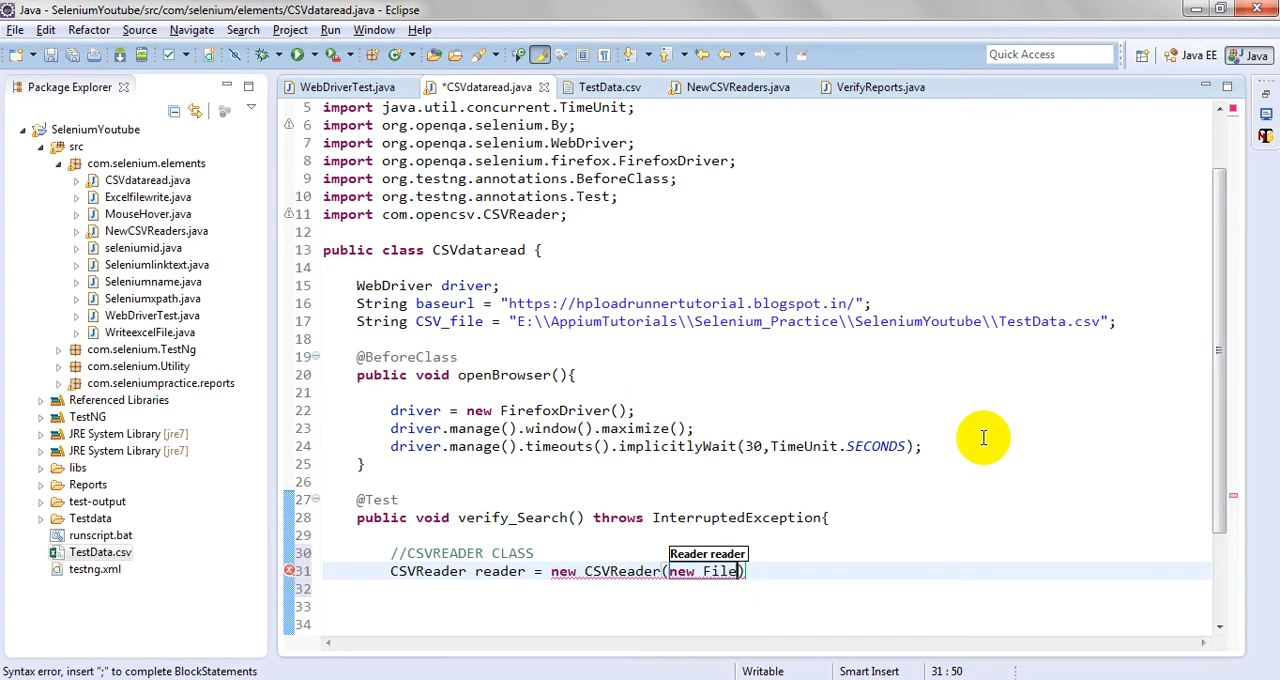 Java - SeleniumYoutube/src/com/selenium/elements/CSVdataread.java - Eclipse
File Edit Refactor Source Navigate Search Project Run Window Help
Quick Access Java EE Java
Package Explorer
WebDriverTest.java *CSVdataread.java TestData.csv NewCSVReaders.java VerifyReports.java
SeleniumYoutube
src
com.selenium.elements
CSVdataread.java
Excelfilewrite.java
MouseHover.java
NewCSVReaders.java
seleniumid.java
Seleniumlinktext.java
Seleniumname.java
Seleniumxpath.java
WebDriverTest.java
WriteexcelFile.java
com.selenium.TestNg
com.selenium.Utility
com.seleniumpractice.reports
Referenced Libraries
TestNG
JRE System Library [jre7]
JRE System Library [jre7]
libs
Reports
test-output
Testdata
runscript.bat
TestData.csv
testng.xml
5 import java.util.concurrent.TimeUnit;
6 import org.openqa.selenium.By;
7 import org.openqa.selenium.WebDriver;
8 import org.openqa.selenium.firefox.FirefoxDriver;
9 import org.testng.annotations.BeforeClass;
10 import org.testng.annotations.Test;
11 import com.opencsv.CSVReader;
12
13 public class CSVdataread {
14
15 WebDriver driver;
16 String baseurl = "https://hploadrunnertutorial.blogspot.in/";
17 String CSV_file = "E:\\AppiumTutorials\\Selenium_Practice\\SeleniumYoutube\\TestData.csv";
18
19 @BeforeClass
20 public void openBrowser(){
21
22 driver = new FirefoxDriver();
23 driver.manage().window().maximize();
24 driver.manage().timeouts().implicitlyWait(30,TimeUnit.SECONDS);
25 }
26
27 @Test
28 public void verify_Search() throws InterruptedException{
29
30 //CSVREADER CLASS
Reader reader
31 CSVReader reader = new CSVReader(new File)
32
33
34
Syntax error, insert ";" to complete BlockStatements Writable Smart Insert 31 : 50